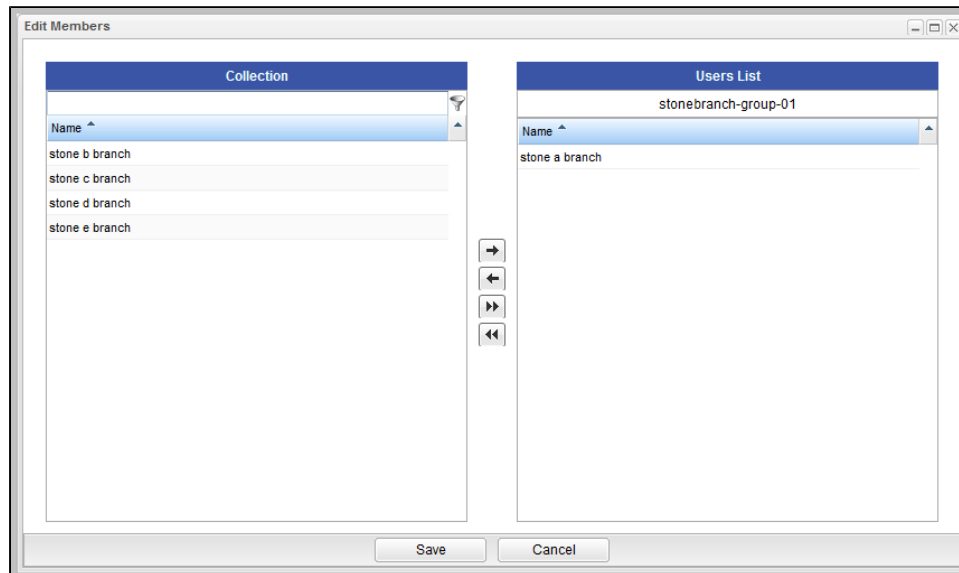 Edit Members
Collection
Users List
stonebranch-group-01
Name
Name
stone b branch
stone a branch
stone c branch
stone d branch
stone e branch
Save
Cancel